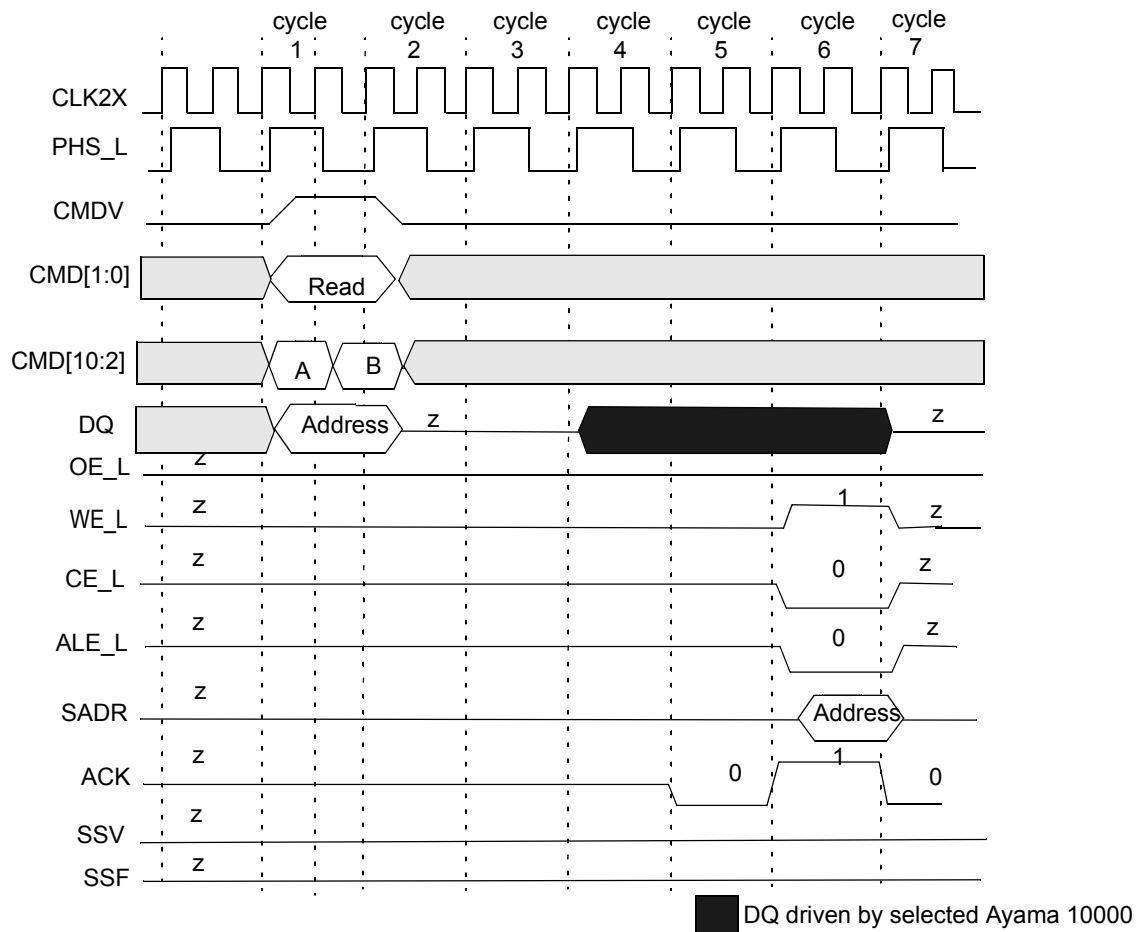 cycle cycle cycle cycle cycle cycle cycle
1 2 3 4 5 6 7
CLK2X
PHS_L
CMDV
CMD[1:0] Read
CMD[10:2] A B
DQ Address z z
OE_L z
WE_L z 1 z
CE_L z 0 z
ALE_L z 0 z
SADR z Address
ACK z 0 1 0
SSV z
SSF z
DQ driven by selected Ayama 10000